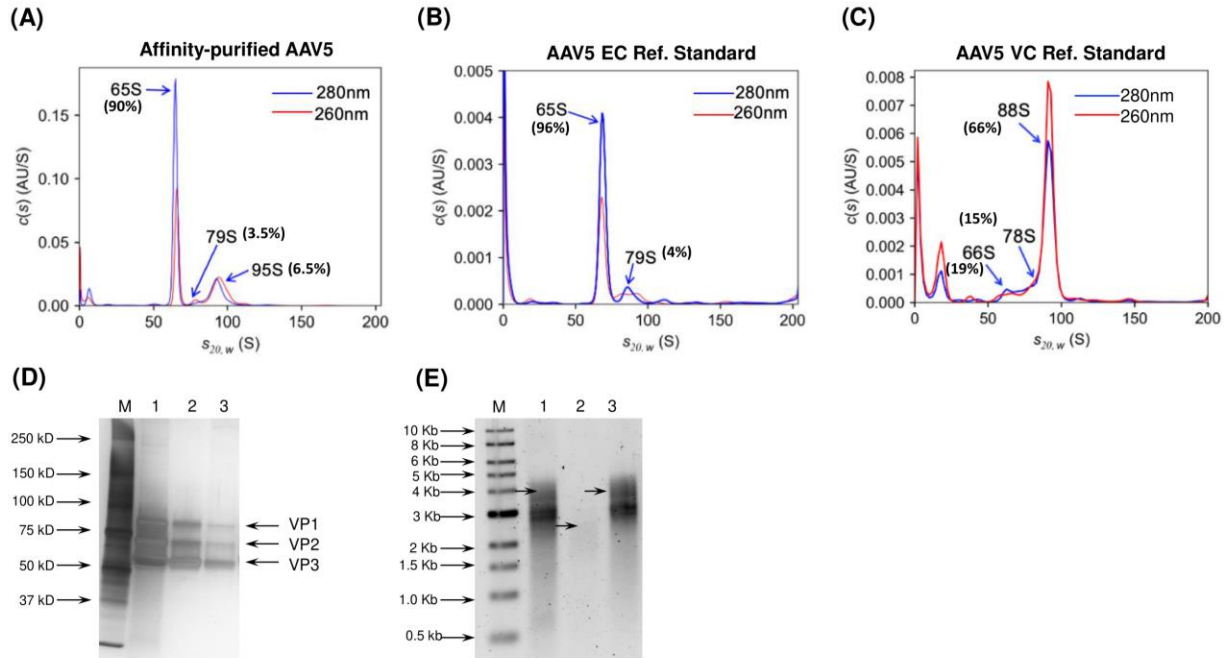 (A)
Affinity-purified AAV5
65S
(90%)
280nm
260nm
79S (3.5%)
95S (6.5%)
c(s) (AU/S)
0.15
0.10
0.05
0.00
0 50 100 150 200
s20, w (S)
(B)
AAV5 EC Ref. Standard
65S
(96%)
280nm
260nm
79S (4%)
c(s) (AU/S)
0.005
0.004
0.003
0.002
0.001
0.000
0 50 100 150 200
s20, w (S)
(C)
AAV5 VC Ref. Standard
280nm
260nm
88S
(66%)
(15%)
78S
66S
(19%)
c(s) (AU/S)
0.008
0.007
0.006
0.005
0.004
0.003
0.002
0.001
0.000
0 50 100 150 200
s20, w (S)
(D)
M 1 2 3
250 kD
150 kD
100 kD
75 kD
50 kD
37 kD
VP1
VP2
VP3
(E)
M 1 2 3
10 Kb
8 Kb
6 Kb
5 Kb
4 Kb
3 Kb
2 Kb
1.5 Kb
1.0 Kb
0.5 kb